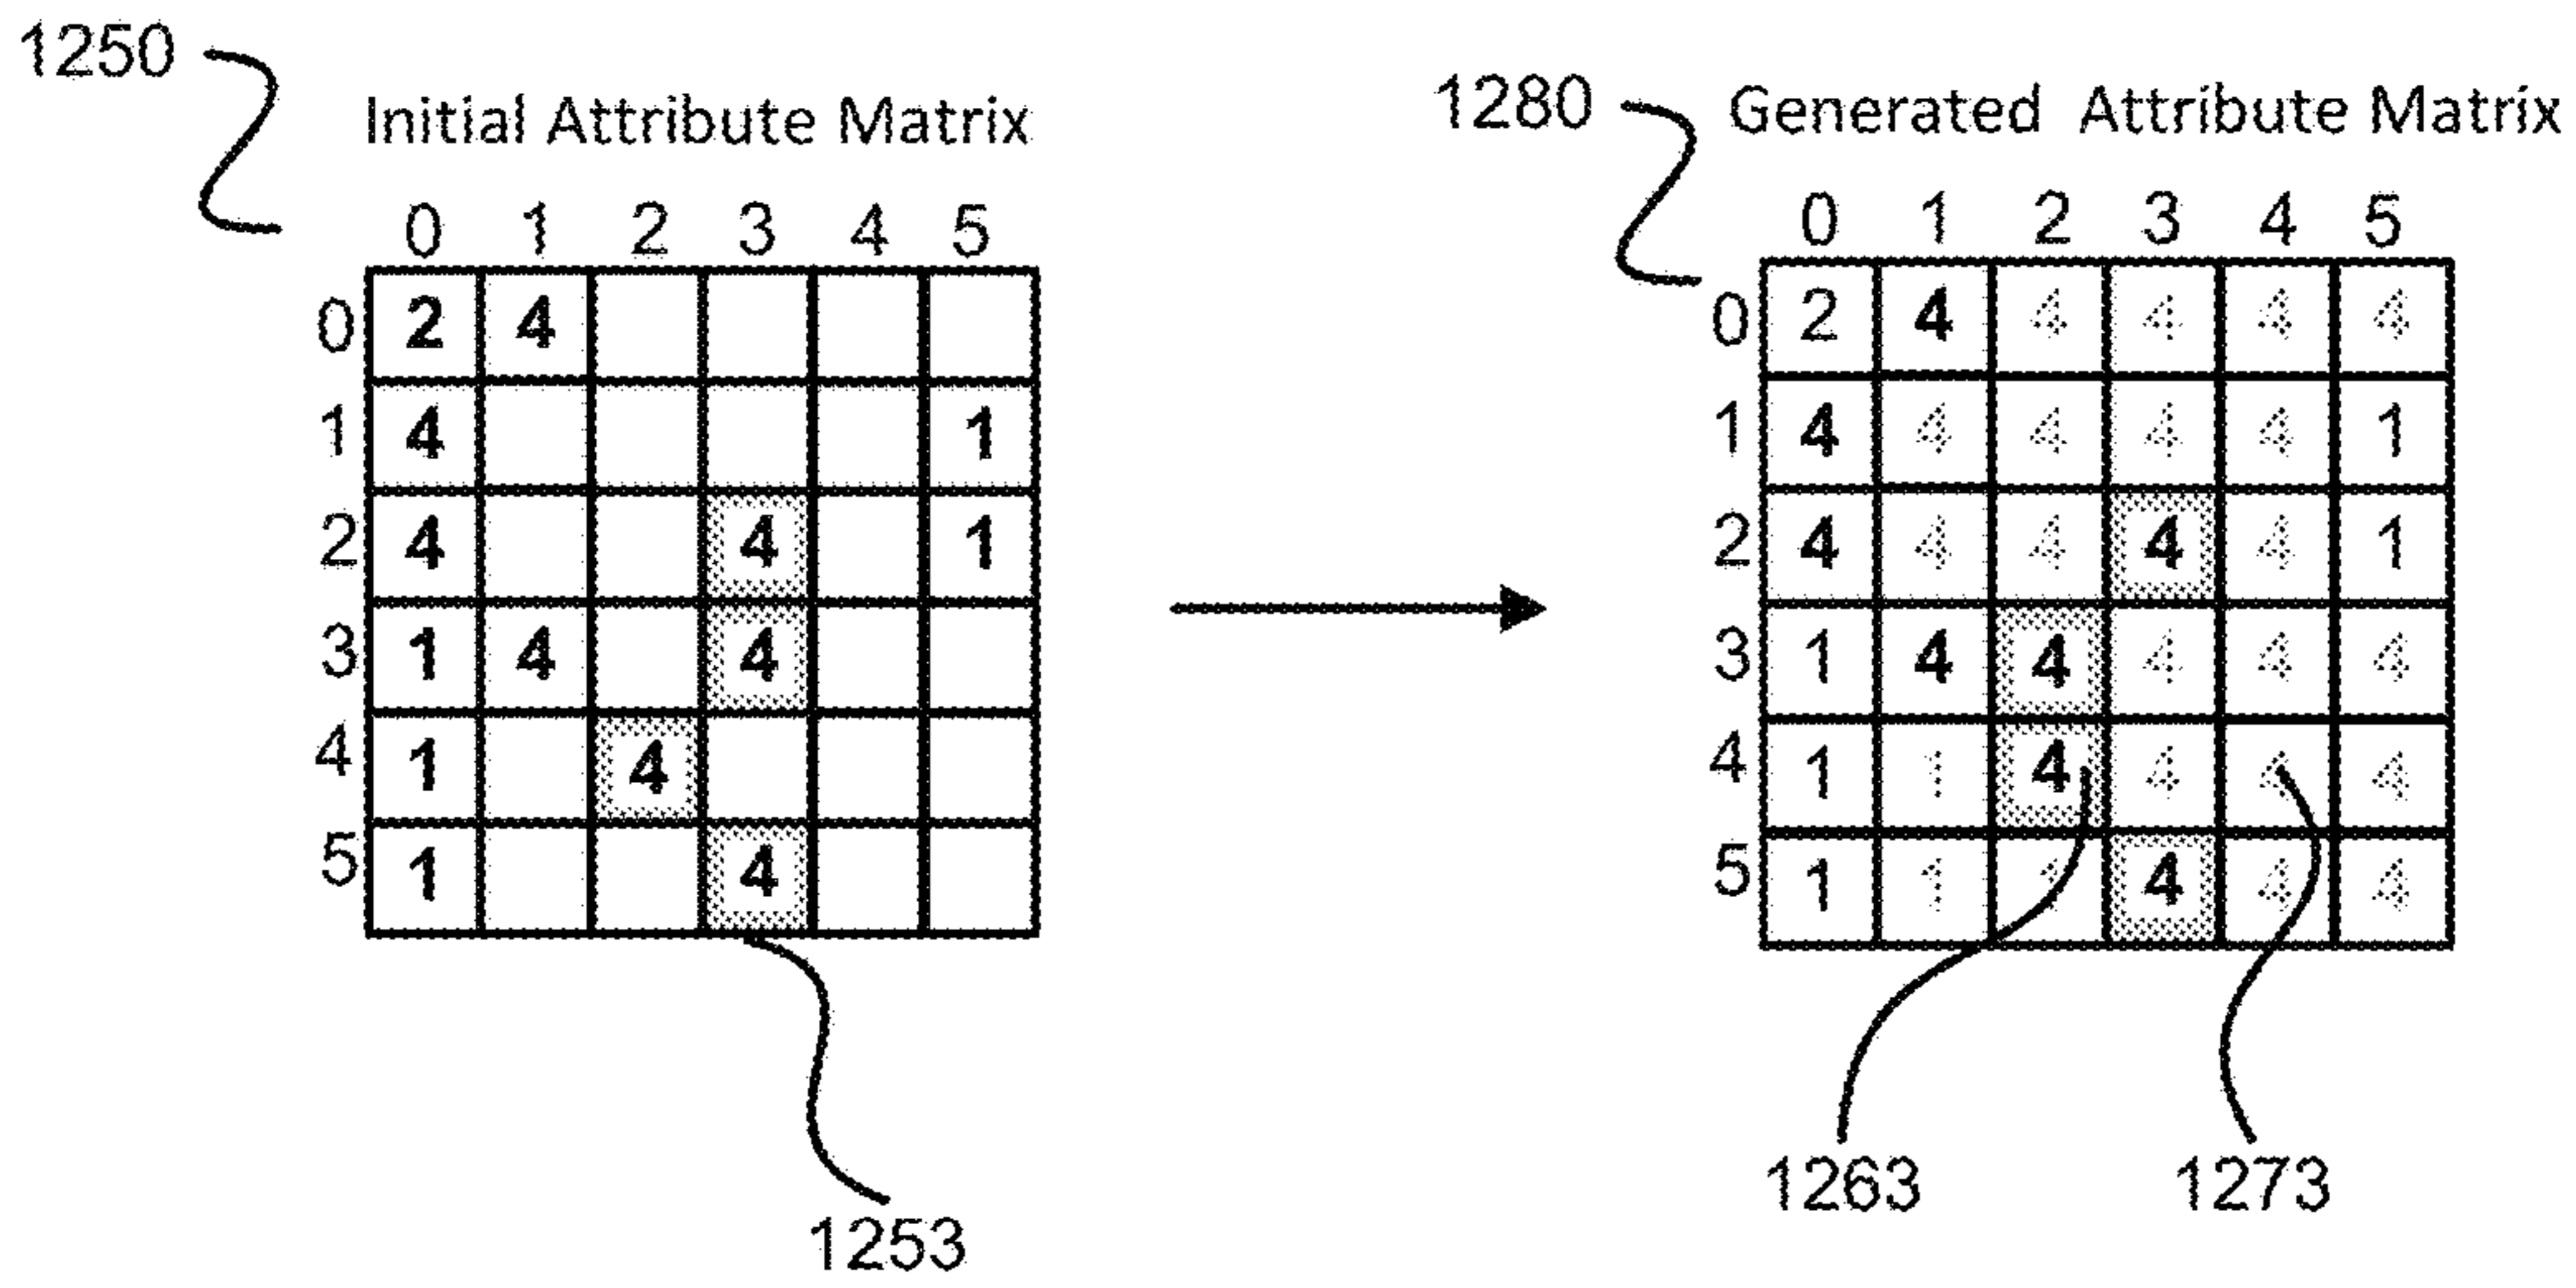 1250
Initial Attribute Matrix
0 1 2 3 4 5
0 2 4
1 4 1
2 4 4 1
3 1 4 4
4 1 4
5 1 4
1253
1280
Generated Attribute Matrix
0 1 2 3 4 5
0 2 4 4 4 4 4
1 4 4 4 4 4 1
2 4 4 4 4 4 1
3 1 4 4 4 4 4
4 1 1 4 4 4 4
5 1 1 1 4 4 4
1263 1273